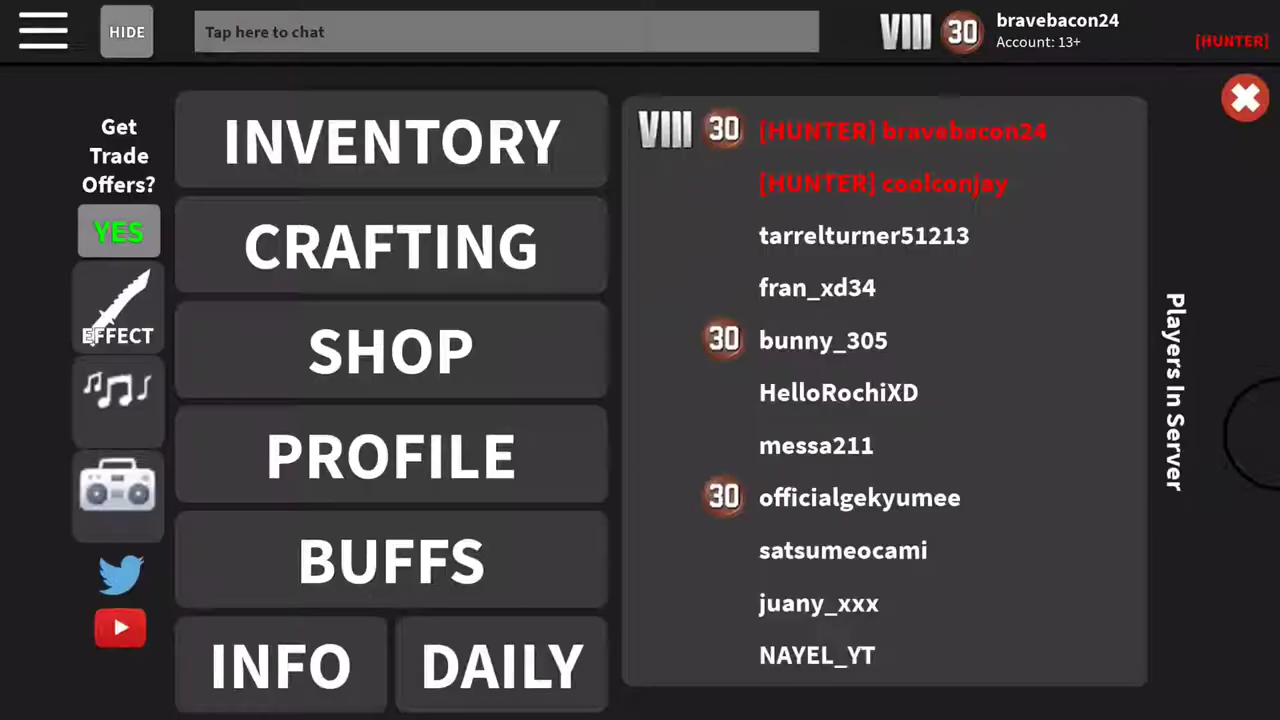 HIDE
Tap here to chat
VIII 30
bravebacon24
Account: 13+
[HUNTER]
Get
Trade
Offers?
YES
EFFECT
INVENTORY
CRAFTING
SHOP
PROFILE
BUFFS
INFO
DAILY
VIII 30 [HUNTER] bravebacon24
[HUNTER] coolconjay
tarrelturner51213
fran_xd34
30 bunny_305
HelloRochiXD
messa211
30 officialgekyumee
satsumeocami
juany_xxx
NAYEL_YT
Players In Server